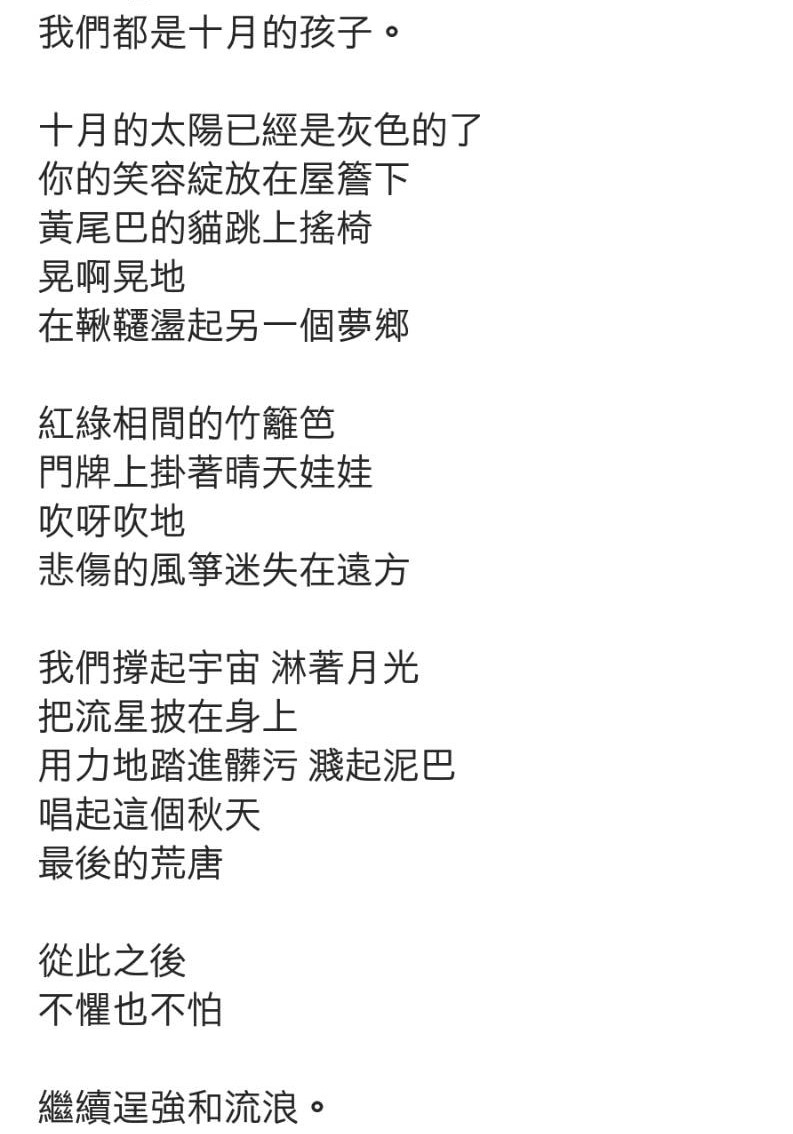 我們都是十月的孩子。
十月的太陽已經是灰色的了
你的笑容綻放在屋簷下
黃尾巴的貓跳上搖椅
晃啊晃地
在鞦韆盪起另一個夢鄉
紅綠相間的竹籬笆
門牌上掛著晴天娃娃
吹呀吹地
悲傷的風箏迷失在遠方
我們撐起宇宙 淋著月光
把流星披在身上
用力地踏進髒污 濺起泥巴
唱起這個秋天
最後的荒唐
從此之後
不懼也不怕
繼續逞強和流浪。